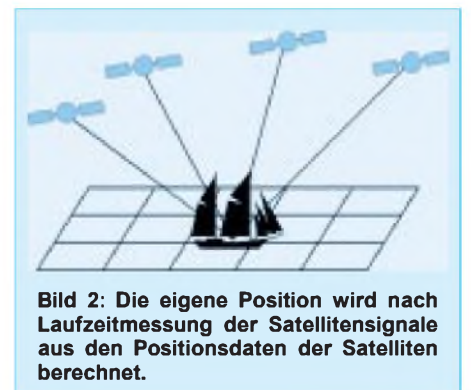 Bild 2: Die eigene Position wird nach
Laufzeitmessung der Satellitensignale
aus den Positionsdaten der Satelliten
berechnet.